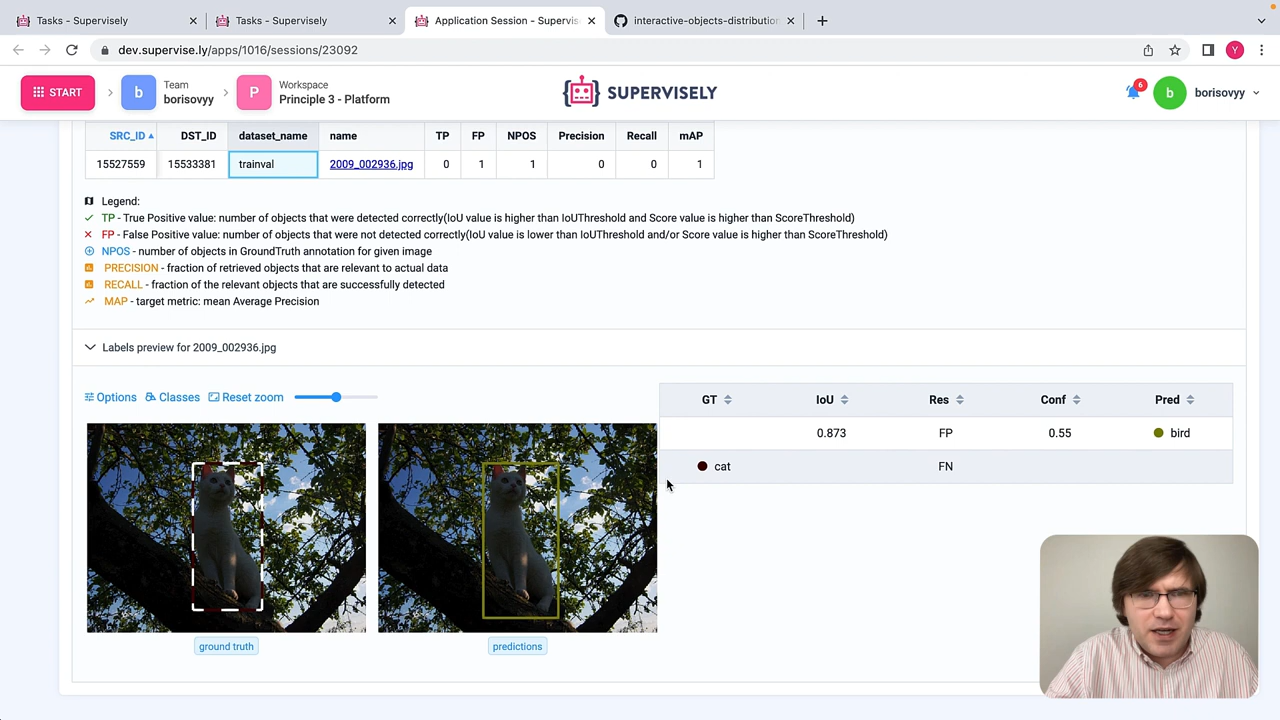 Tasks - Supervisely
Tasks - Supervisely
Application Session - Supervis
interactive-objects-distribution
dev.supervise.ly/apps/1016/sessions/23092
Y
START
b
Team
borisovyy
P
Workspace
Principle 3 - Platform
SUPERVISELY
6
b
borisovyy
SRC_ID DST_ID dataset_name name TP FP NPOS Precision Recall mAP
15527559 15533381 trainval 2009_002936.jpg 0 1 1 0 0 1
Legend:
TP - True Positive value: number of objects that were detected correctly(IoU value is higher than IoUThreshold and Score value is higher than ScoreThreshold)
FP - False Positive value: number of objects that were not detected correctly(IoU value is lower than IoUThreshold and/or Score value is higher than ScoreThreshold)
NPOS - number of objects in GroundTruth annotation for given image
PRECISION - fraction of retrieved objects that are relevant to actual data
RECALL - fraction of the relevant objects that are successfully detected
MAP - target metric: mean Average Precision
Labels preview for 2009_002936.jpg
Options Classes Reset zoom
GT IoU Res Conf Pred
0.873 FP 0.55 bird
cat FN
ground truth
predictions